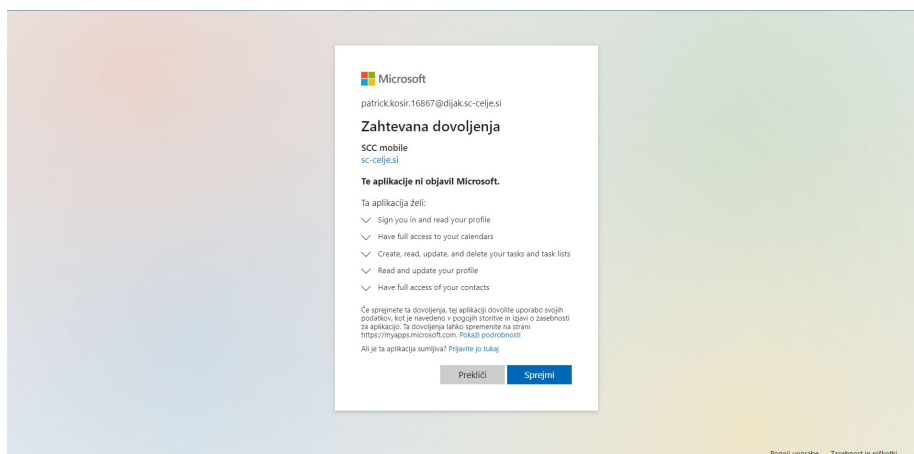 Microsoft
patrick.kosir.16867@dijak.sc-celje.si
Zahtevana dovoljenja
SCC mobile
sc-celje.si
Te aplikacije ni objavil Microsoft.
Ta aplikacija želi:
Sign you in and read your profile
Have full access to your calendars
Create, read, update, and delete your tasks and task lists
Read and update your profile
Have full access of your contacts
Če sprejmete ta dovoljenja, tej aplikaciji dovolite uporabo svojih
podatkov, kot je navedeno v pogojih storitve in izjavi o zasebnosti
za aplikacijo. Ta dovoljenja lahko spremenite na strani
https://myapps.microsoft.com. Pokaži podrobnosti
Ali je ta aplikacija sumljiva? Prijavite jo tukaj
Prekliči Sprejmi
Pogoji uporabe Zasebnost in piškotki